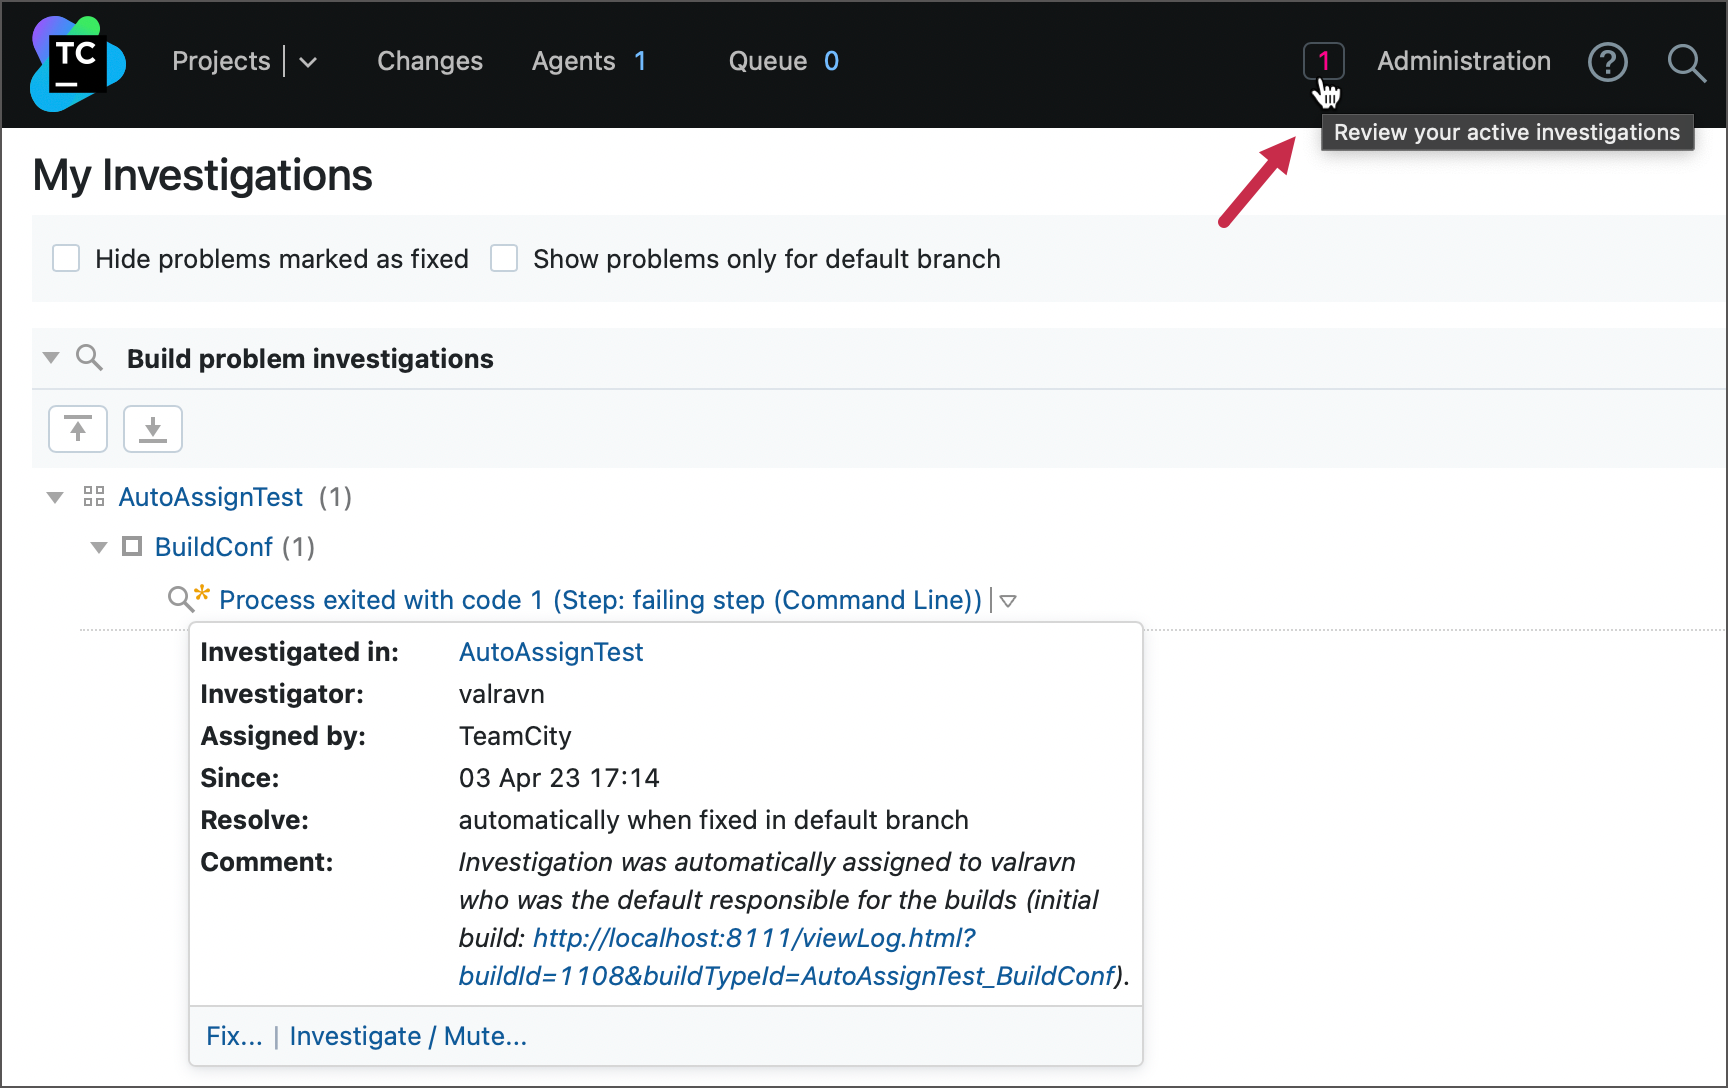 TC
Projects Changes Agents 1 Queue 0 1 Administration ?
Review your active investigations
My Investigations
Hide problems marked as fixed Show problems only for default branch
Build problem investigations
AutoAssignTest (1)
BuildConf (1)
* Process exited with code 1 (Step: failing step (Command Line))
Investigated in: AutoAssignTest
Investigator: valravn
Assigned by: TeamCity
Since: 03 Apr 23 17:14
Resolve: automatically when fixed in default branch
Comment: Investigation was automatically assigned to valravn
who was the default responsible for the builds (initial
build: http://localhost:8111/viewLog.html?
buildId=1108&buildTypeId=AutoAssignTest_BuildConf).
Fix... | Investigate / Mute...